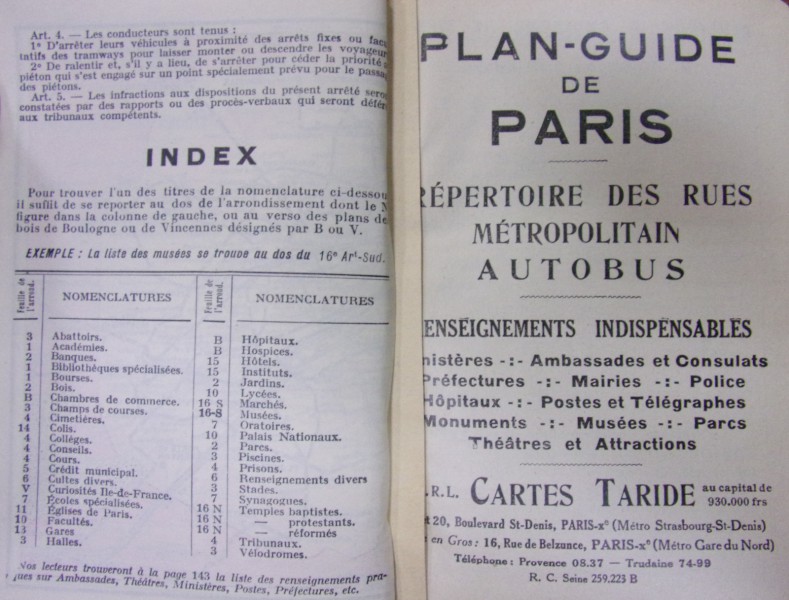 Art. 4. — Les conducteurs sont tenus :
1° D'arrêter leurs véhicules à proximité des arrêts fixes ou facu
tatifs des tramways pour laisser monter ou descendre les voyageur
2° De ralentir et, s'il y a lieu, de s'arrêter pour céder la priorité
piéton qui s'est engagé sur un point spécialement prévu pour le passa
des piétons.
Art. 5. — Les infractions aux dispositions du présent arrêté seron
constatées par des rapports ou des procès-verbaux qui seront défér
aux tribunaux compétents.
INDEX
Pour trouver l'un des titres de la nomenclature ci-dessou
il suffit de se reporter au dos de l'arrondissement dont le N
figure dans la colonne de gauche, ou au verso des plans de
bois de Boulogne ou de Vincennes désignés par B ou V.
EXEMPLE : La liste des musées se trouve au dos du 16e Art-Sud.
Feuille de l'arrond. NOMENCLATURES
3 Abattoirs.
1 Académies.
2 Banques.
1 Bibliothèques spécialisées.
1 Bourses.
2 Bois.
B Chambres de commerce.
3 Champs de courses.
4 Cimetières.
14 Colis.
4 Collèges.
4 Conseils.
4 Cours.
5 Crédit municipal.
6 Cultes divers.
V Curiosités Ile-de-France.
7 Écoles spécialisées.
11 Églises de Paris.
10 Facultés.
13 Gares
3 Halles.
Feuille de l'arrond. NOMENCLATURES
B Hôpitaux.
B Hospices.
15 Hôtels.
15 Instituts.
2 Jardins.
10 Lycées.
16 S Marchés.
16-S Musées.
7 Oratoires.
10 Palais Nationaux.
2 Parcs.
3 Piscines.
4 Prisons.
6 Renseignements divers
3 Stades.
7 Synagogues.
16 N Temples baptistes.
16 N — protestants.
16 N — réformés
4 Tribunaux.
3 Vélodromes.
Nos lecteurs trouveront à la page 143 la liste des renseignements pra-
ques sur Ambassades, Théâtres, Ministères, Postes, Préfectures, etc.
PLAN-GUIDE
DE
PARIS
RÉPERTOIRE DES RUES
MÉTROPOLITAIN
AUTOBUS
ENSEIGNEMENTS INDISPENSABLES
nistères -:- Ambassades et Consulats
Préfectures -:- Mairies -:- Police
Hôpitaux -:- Postes et Télégraphes
Monuments -:- Musées -:- Parcs
Théâtres et Attractions
.R.L. CARTES TARIDE au capital de 930.000 frs
t 20, Boulevard St-Denis, PARIS-xe (Métro Strasbourg-St-Denis)
en Gros : 16, Rue de Belzunce, PARIS-xe (Métro Gare du Nord)
Téléphone : Provence 08.37 — Trudaine 74-99
R. C. Seine 259.223 B